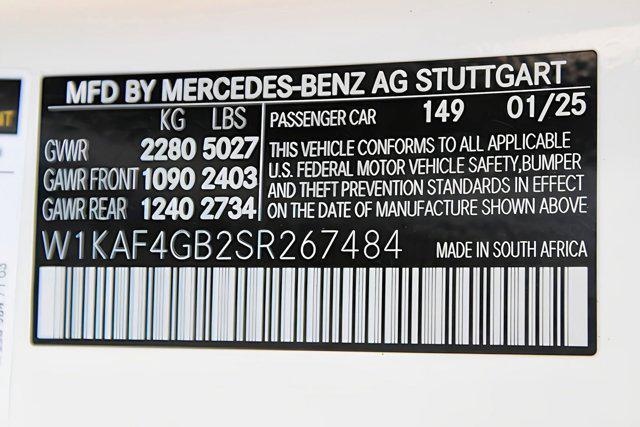 MFD BY MERCEDES-BENZ AG STUTTGART
KG LBS
PASSENGER CAR 149 01/25
GVWR 2280 5027
GAWR FRONT 1090 2403
GAWR REAR 1240 2734
THIS VEHICLE CONFORMS TO ALL APPLICABLE
U.S. FEDERAL MOTOR VEHICLE SAFETY,BUMPER
AND THEFT PREVENTION STANDARDS IN EFFECT
ON THE DATE OF MANUFACTURE SHOWN ABOVE
W1KAF4GB2SR267484 MADE IN SOUTH AFRICA